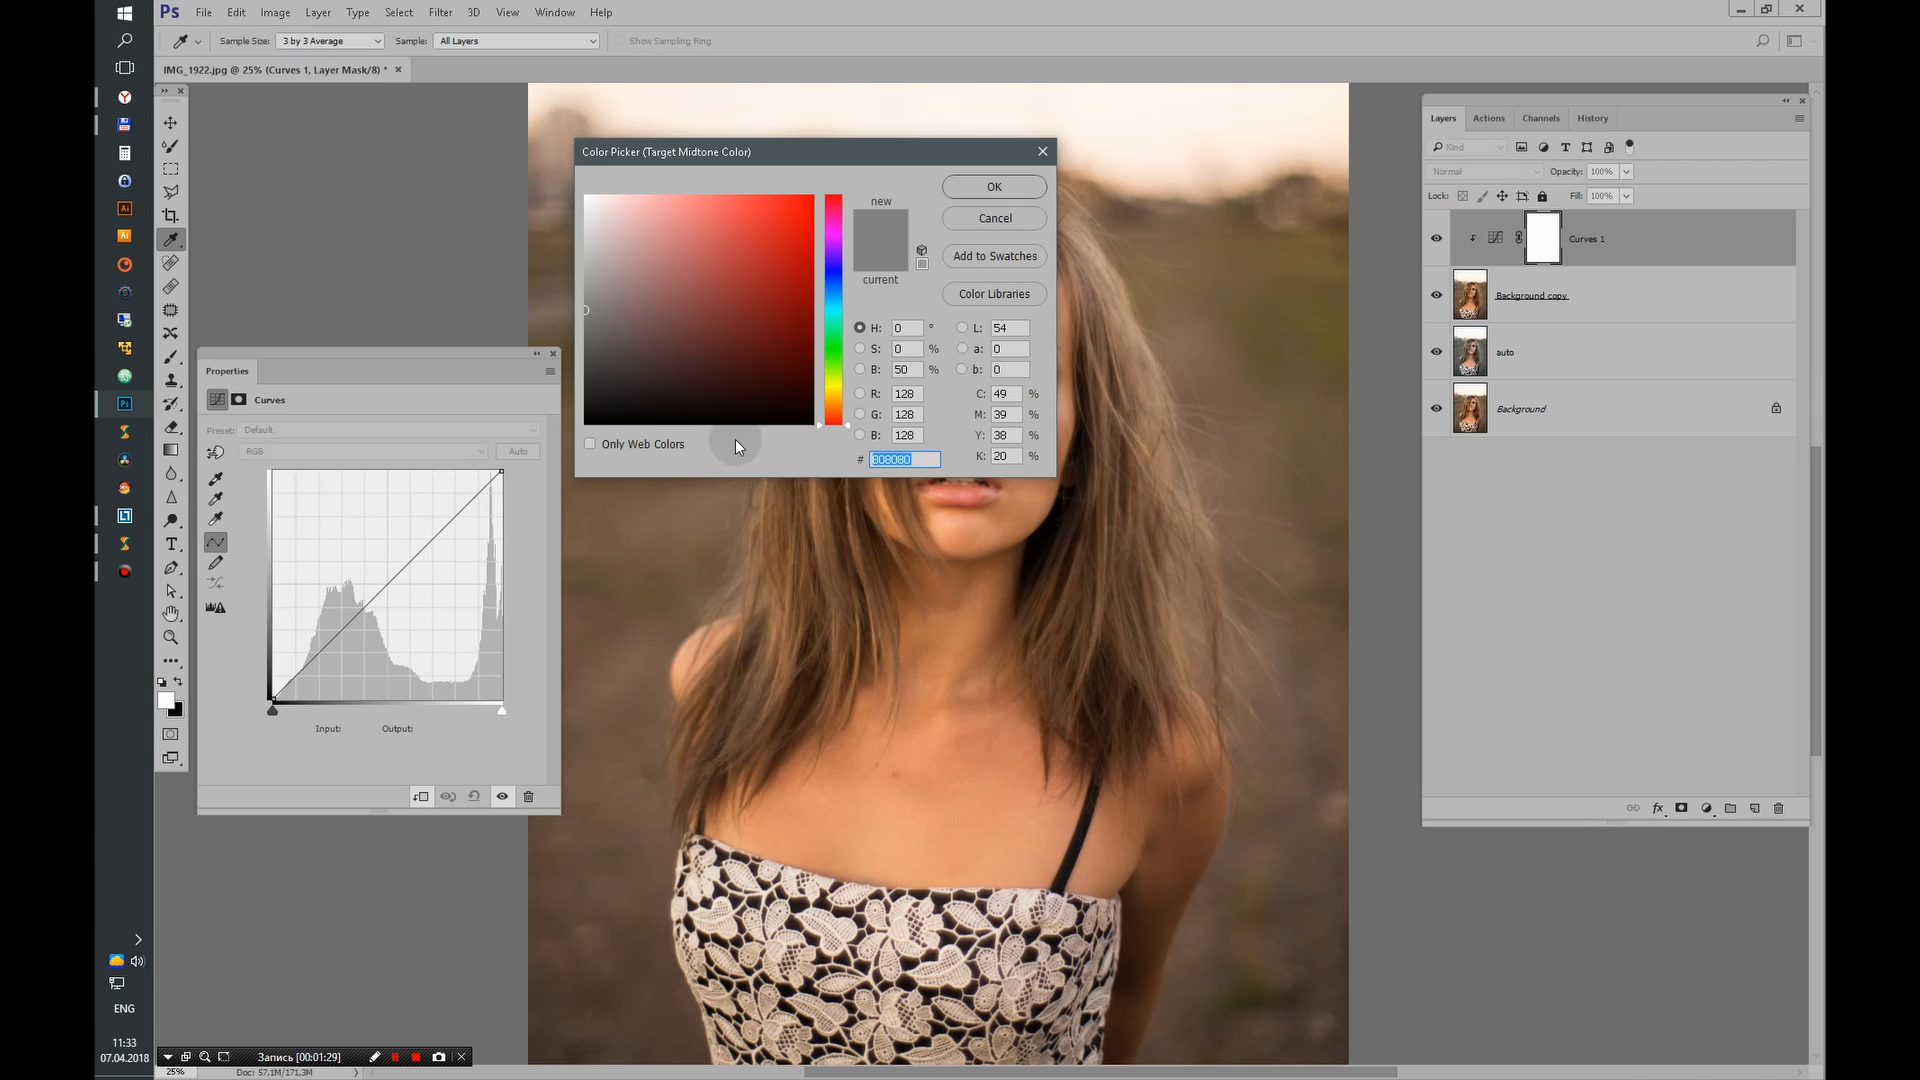 Ps File Edit Image Layer Type Select Filter 3D View Window Help
Sample Size: 3 by 3 Average Sample: All Layers Show Sampling Ring
IMG_1922.jpg @ 25% (Curves 1, Layer Mask/8) *
Color Picker (Target Midtone Color)
new
current
OK
Cancel
Add to Swatches
Color Libraries
H: 0 ° L: 54
S: 0 % a: 0
B: 50 % b: 0
R: 128 C: 49 %
G: 128 M: 39 %
B: 128 Y: 38 %
# 808080 K: 20 %
Only Web Colors
Properties
Curves
Preset: Default
RGB Auto
Input: Output:
Layers Actions Channels History
Kind
Normal Opacity: 100%
Lock: Fill: 100%
Curves 1
Background copy
auto
Background
Ai
Ai
Ps
ENG
11:33
07.04.2018
Запись [00:01:29]
25% Doc: 57,1M/171,3M